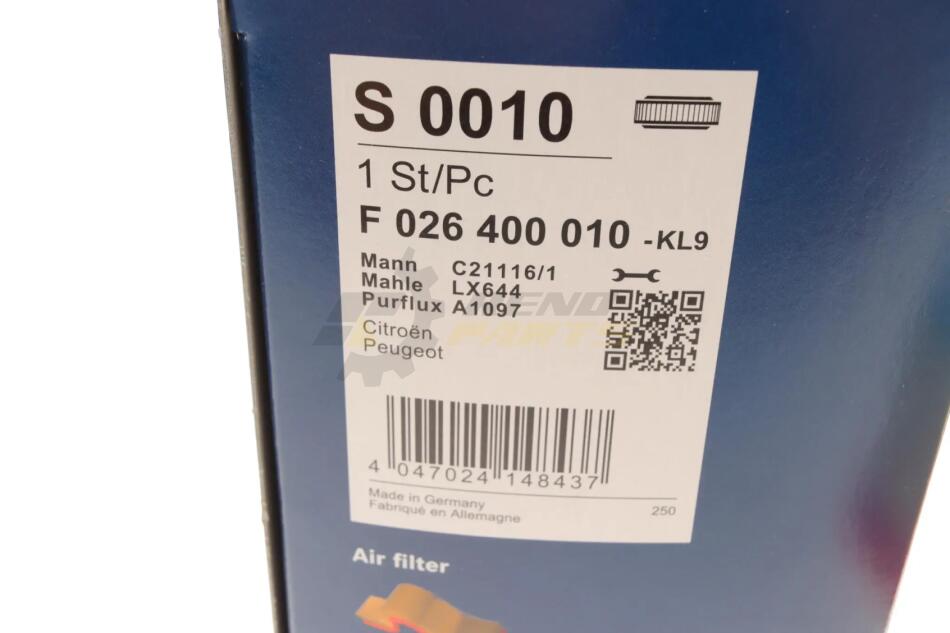 S 0010
1 St/Pc
F 026 400 010 -KL9
Mann C21116/1
Mahle LX644
Purflux A1097
Citroën
Peugeot
4 047024 148437
Made in Germany
Fabriqué en Allemagne
250
Air filter